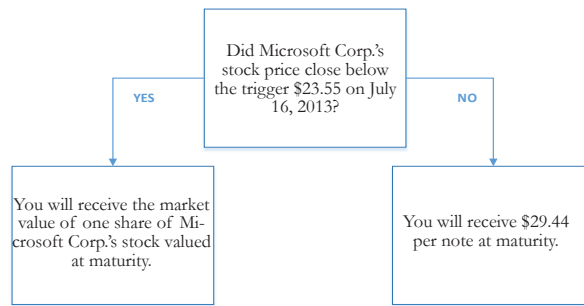 Did Microsoft Corp.'s
stock price close below
the trigger $23.55 on July
16, 2013?
YES
NO
You will receive the market
value of one share of Mi-
crosoft Corp.'s stock valued
at maturity.
You will receive $29.44
per note at maturity.